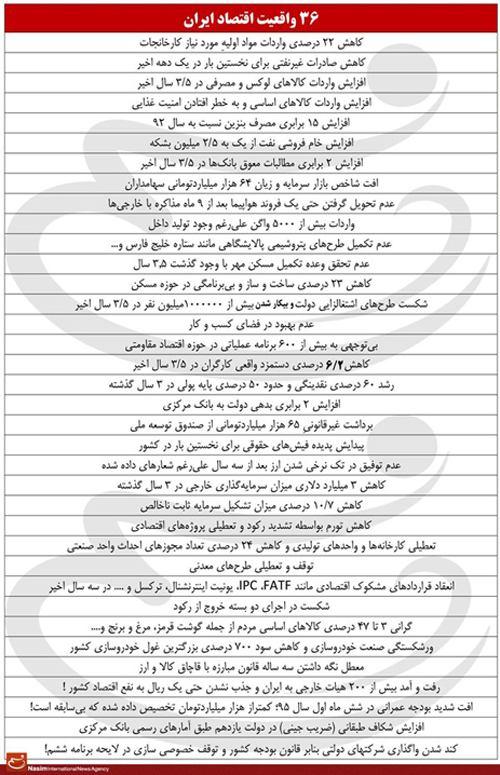 ۳۶ واقعیت اقتصاد ایران
کاهش ۲۲ درصدی واردات مواد اولیه مورد نیاز کارخانجات
کاهش صادرات غیرنفتی برای نخستین بار در یک دهه اخیر
افزایش واردات کالاهای لوکس و مصرفی در ۳/۵ سال اخیر
افزایش واردات کالاهای اساسی و به خطر افتادن امنیت غذایی
افزایش ۱۵ برابری مصرف بنزین نسبت به سال ۹۲
افزایش خام فروشی نفت از یک به ۲/۵ میلیون بشکه
افزایش ۲ برابری مطالبات معوق بانک‌ها در ۳/۵ سال اخیر
افت شاخص بازار سرمایه و زیان ۶۴ هزار میلیاردتومانی سهامداران
عدم تحویل گرفتن حتی یک فروند هواپیما بعد از ۹ ماه مذاکره با خارجی‌ها
واردات بیش از ۵۰۰۰ واگن علی‌رغم وجود تولید داخل
عدم تکمیل طرح‌های پتروشیمی پالایشگاهی مانند ستاره خلیج فارس و...
عدم تحقق وعده تکمیل مسکن مهر با وجود گذشت ۳,۵ سال
کاهش ۲۳ درصدی ساخت و ساز و بی‌برنامگی در حوزه مسکن
شکست طرح‌های اشتغالزایی دولت و بیکار شدن بیش از ۱۰۰۰۰۰۰میلیون نفر در ۳/۵ سال اخیر
عدم بهبود در فضای کسب و کار
بی‌توجهی به بیش از ۶۰۰ برنامه عملیاتی در حوزه اقتصاد مقاومتی
کاهش ۶/۲ درصدی دستمزد واقعی کارگران در ۳/۵ سال اخیر
رشد ۶۰ درصدی نقدینگی و حدود ۵۰ درصدی پایه پولی در ۳ سال گذشته
افزایش ۲ برابری بدهی دولت به بانک مرکزی
برداشت غیرقانونی ۶۵ هزار میلیاردتومانی از صندوق توسعه ملی
پیدایش پدیده فیش‌های حقوقی برای نخستین بار در کشور
عدم توفیق در تک نرخی شدن ارز بعد از سه سال علی‌رغم شعارهای داده شده
کاهش ۳ میلیارد دلاری میزان سرمایه‌گذاری خارجی در ۳ سال گذشته
کاهش ۱۰/۷ درصدی میزان تشکیل سرمایه ثابت ناخالص
کاهش تورم بواسطه تشدید رکود و تعطیلی پروژه‌های اقتصادی
تعطیلی کارخانه‌ها و واحدهای تولیدی و کاهش ۲۴ درصدی تعداد مجوزهای احداث واحد صنعتی
توقف و تعطیلی طرح‌های معدنی
انعقاد قراردادهای مشکوک اقتصادی مانند IPC ،FATF، یونیت اینترنشنال، ترکسل و .... در سه سال اخیر
شکست در اجرای دو بسته خروج از رکود
گرانی ۳ تا ۴۷ درصدی کالاهای اساسی مردم از جمله گوشت قرمز، مرغ و برنج و....
ورشکستگی صنعت خودروسازی و کاهش سود ۷۰۰ درصدی بزرگترین غول خودروسازی کشور
معطل نگه داشتن سه ساله قانون مبارزه با قاچاق کالا و ارز
رفت و آمد بیش از ۲۰۰ هیات خارجی به ایران و جذب نشدن حتی یک ریال به نفع اقتصاد کشور !
افت شدید بودجه عمرانی در شش ماه اول سال ۹۵؛ کمتراز هزار میلیاردتومان تخصیص داده شده که بی‌سابقه است!
افزایش شکاف طبقاتی (ضریب جینی) در دولت یازدهم طبق آمارهای رسمی بانک مرکزی
کند شدن واگذاری شرکتهای دولتی بنابر قانون بودجه کشور و توقف خصوصی سازی در لایحه برنامه ششم!
NasimInternationalNewsAgency